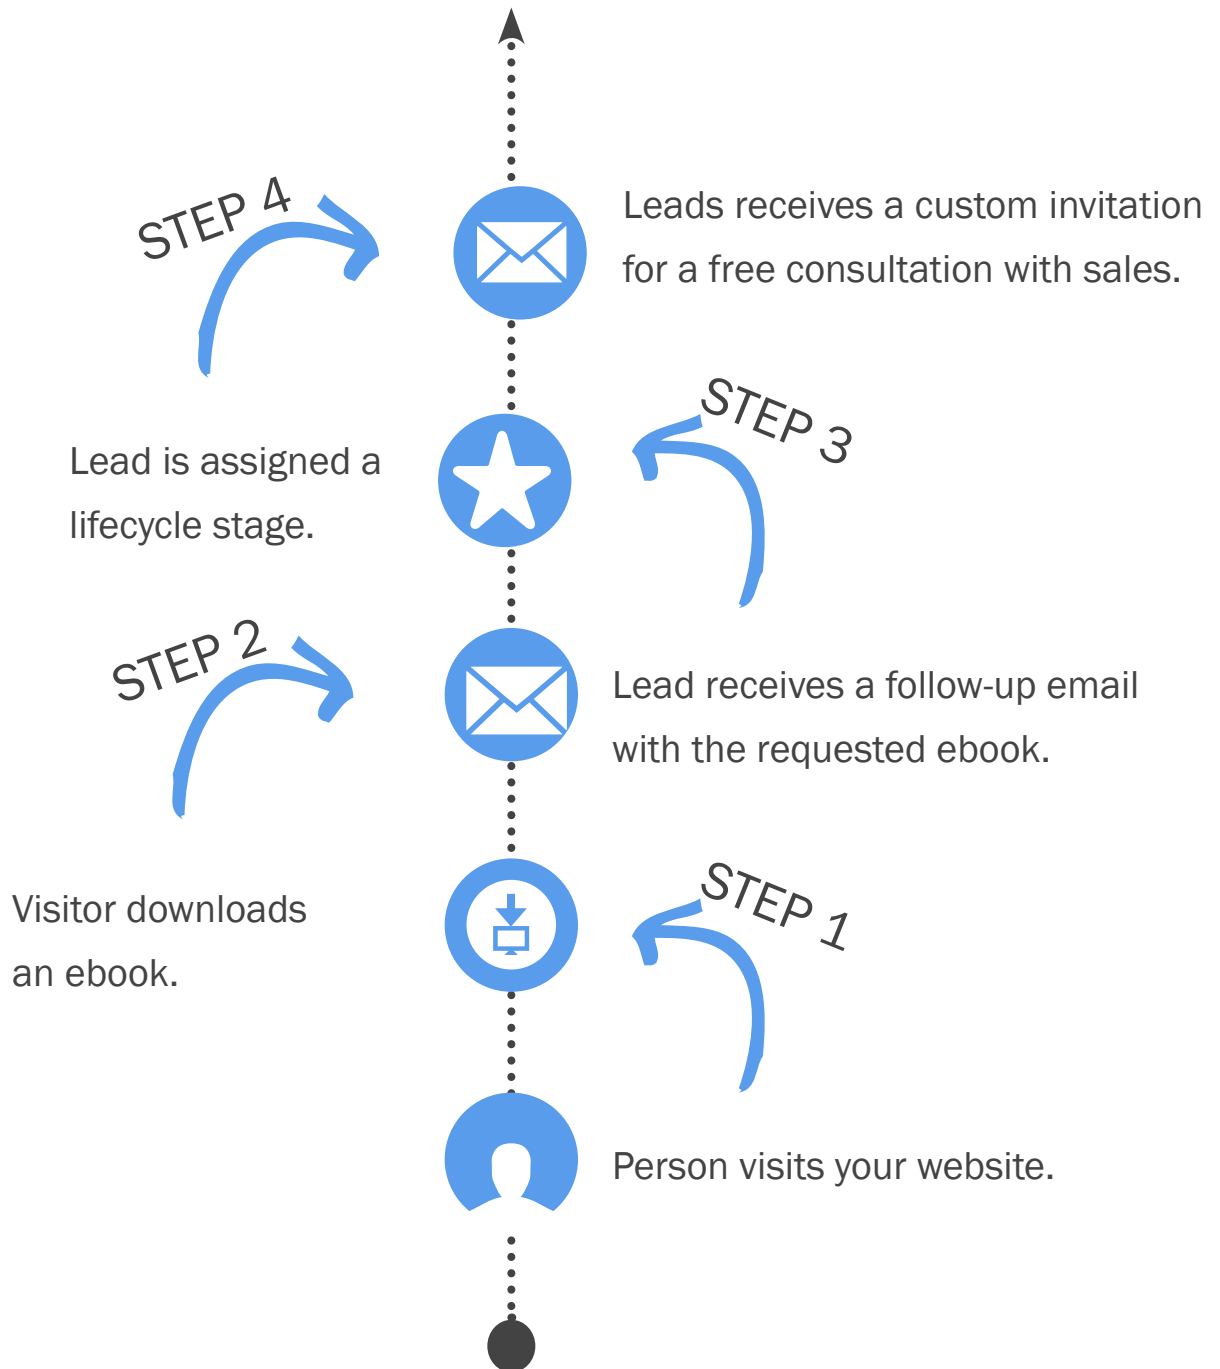 STEP 4
Leads receives a custom invitation
for a free consultation with sales.
STEP 3
Lead is assigned a
lifecycle stage.
STEP 2
Lead receives a follow-up email
with the requested ebook.
STEP 1
Visitor downloads
an ebook.
Person visits your website.